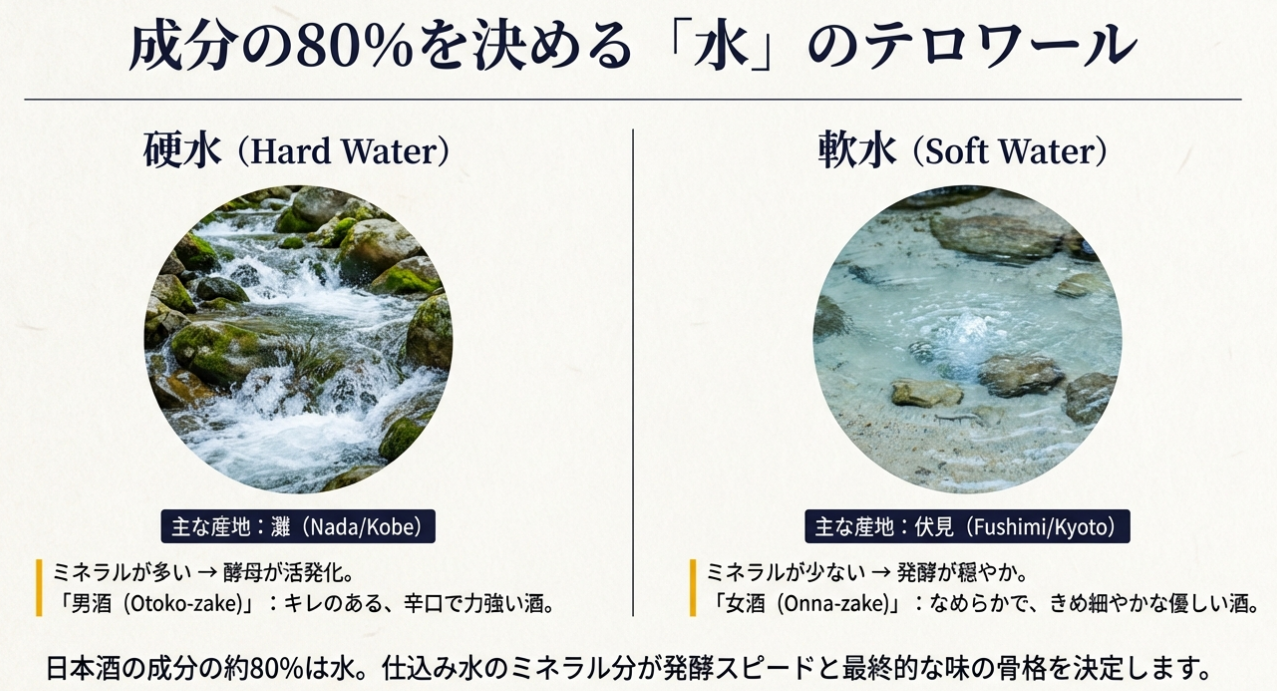 成分の80%を決める「水」のテロワール
硬水（Hard Water）
軟水（Soft Water）
主な産地：灘（Nada/Kobe）
ミネラルが多い → 酵母が活発化。
「男酒（Otoko-zake）」：キレのある、辛口で力強い酒。
主な産地：伏見（Fushimi/Kyoto）
ミネラルが少ない → 発酵が穏やか。
「女酒（Onna-zake）」：なめらかで、きめ細やかな優しい酒。
日本酒の成分の約80%は水。仕込み水のミネラル分が発酵スピードと最終的な味の骨格を決定します。